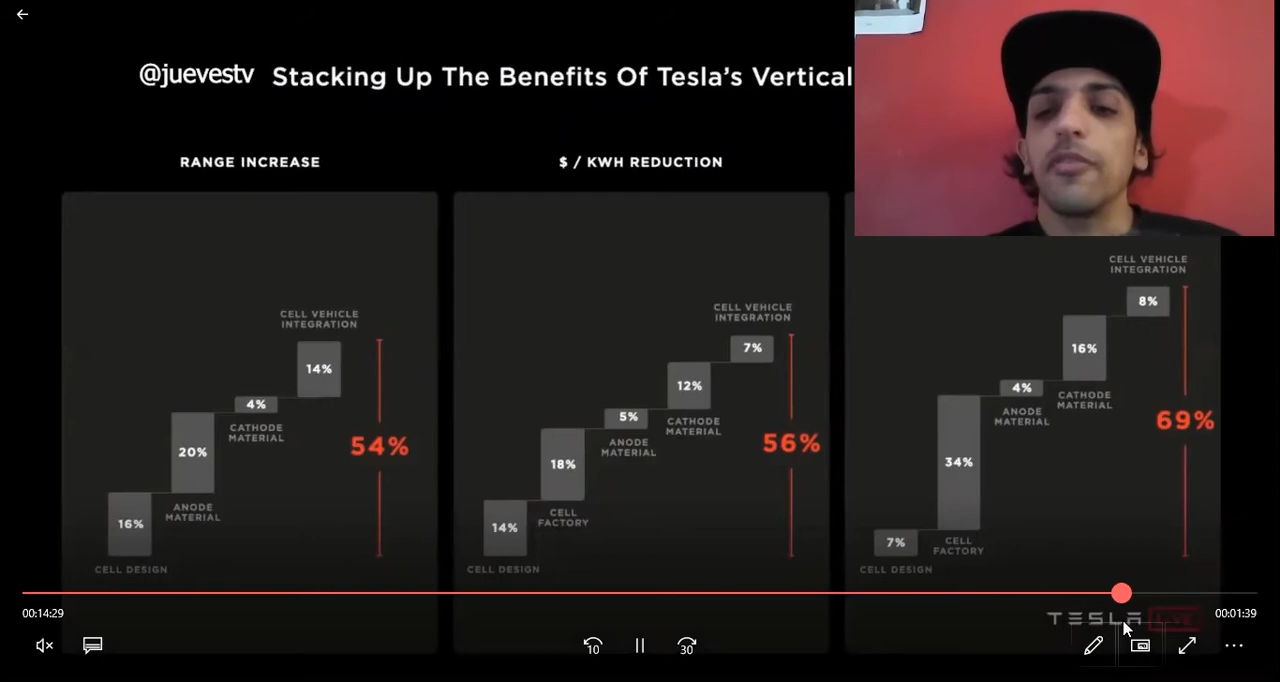 @juevestv Stacking Up The Benefits Of Tesla's Vertical
RANGE INCREASE
$ / KWH REDUCTION
CELL VEHICLE
INTEGRATION
14%
4%
CATHODE
MATERIAL
20%
ANODE
MATERIAL
16%
CELL DESIGN
54%
CELL VEHICLE
INTEGRATION
7%
12%
CATHODE
MATERIAL
5%
ANODE
MATERIAL
18%
CELL
FACTORY
14%
CELL DESIGN
56%
CELL VEHICLE
INTEGRATION
8%
16%
CATHODE
MATERIAL
4%
ANODE
MATERIAL
34%
CELL
FACTORY
7%
CELL DESIGN
69%
00:14:29
00:01:39
TESLA
10
30